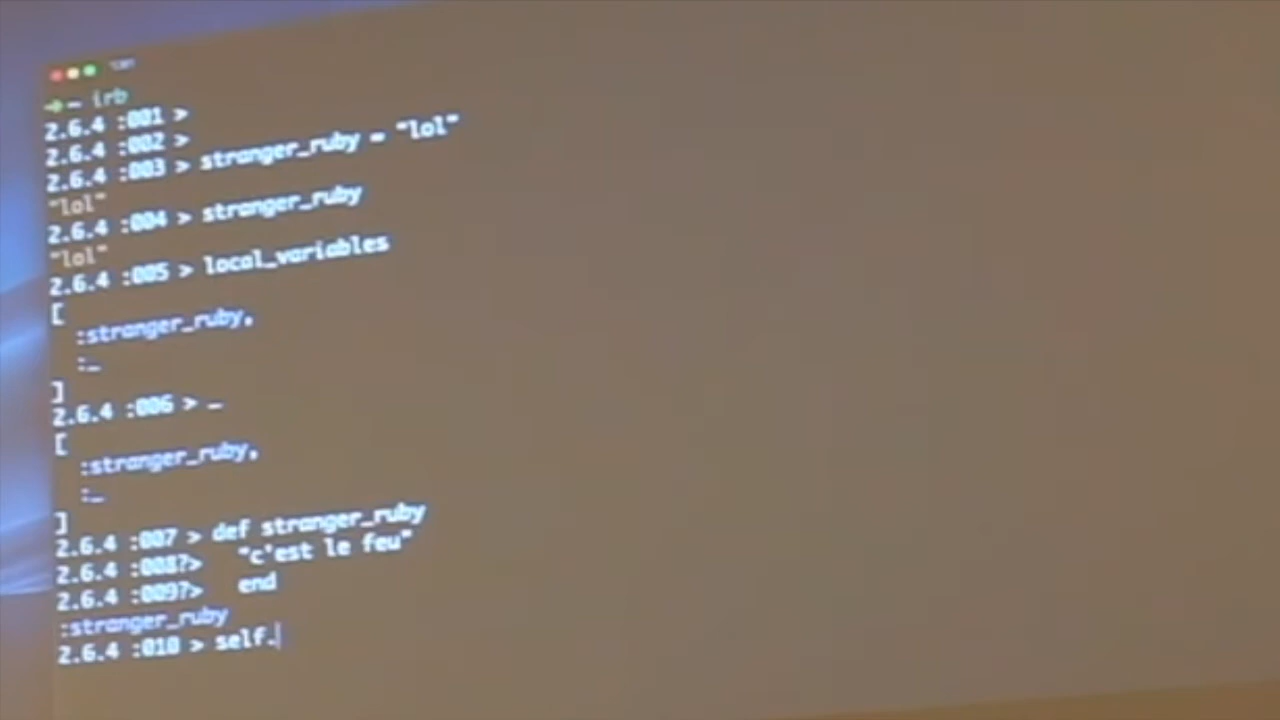 ~ irb
2.6.4 :001 >
2.6.4 :002 >
2.6.4 :003 > stranger_ruby = "lol"
"lol"
2.6.4 :004 > stranger_ruby
"lol"
2.6.4 :005 > local_variables
[
  :stranger_ruby,
  :_
]
2.6.4 :006 > _
[
  :stranger_ruby,
  :_
]
2.6.4 :007 > def stranger_ruby
2.6.4 :008?>   "c'est le feu"
2.6.4 :009?>   end
:stranger_ruby
2.6.4 :010 > self.